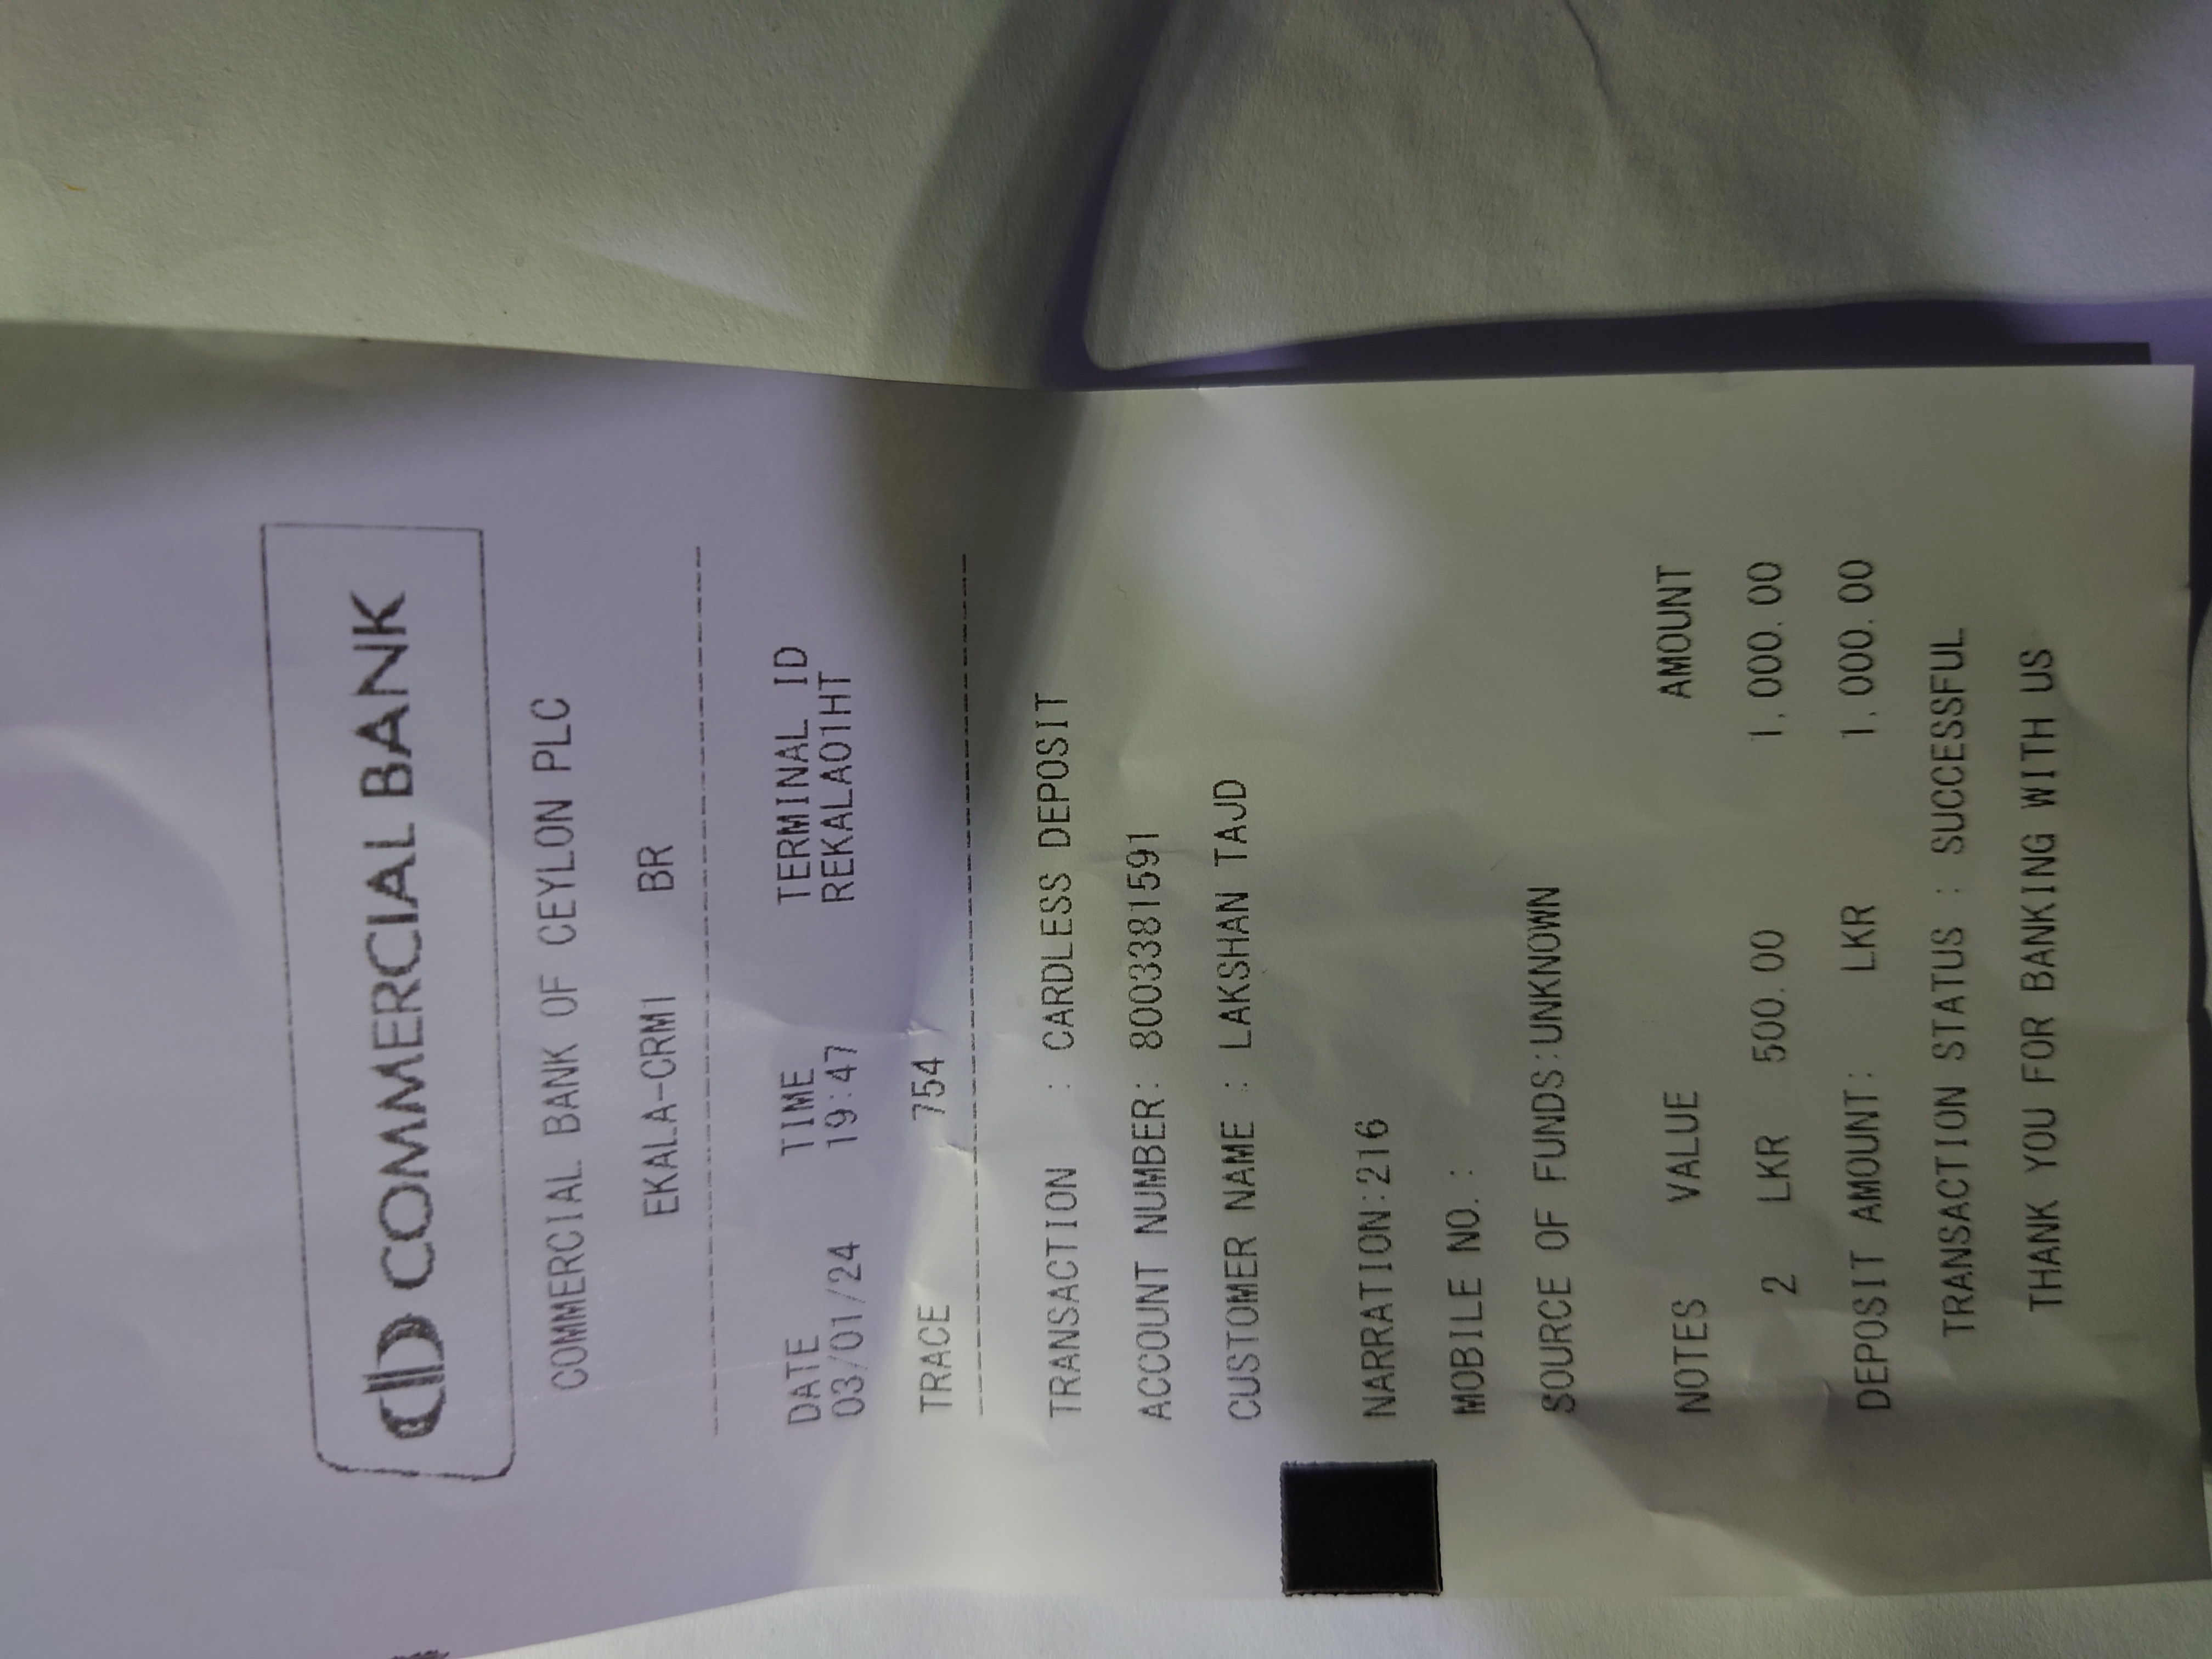 COMMERCIAL BANK
COMMERCIAL BANK OF CEYLON PLC
EKALA-CRM1 BR
DATE TIME TERMINAL ID
03/01/24 19:47 REKALA01HT
TRACE 754
TRANSACTION : CARDLESS DEPOSIT
ACCOUNT NUMBER: 8003381591
CUSTOMER NAME : LAKSHAN TAJD
NARRATION:216
MOBILE NO. :
SOURCE OF FUNDS:UNKNOWN
NOTES VALUE AMOUNT
2 LKR 500.00 1,000.00
DEPOSIT AMOUNT: LKR 1,000.00
TRANSACTION STATUS : SUCCESSFUL
THANK YOU FOR BANKING WITH US